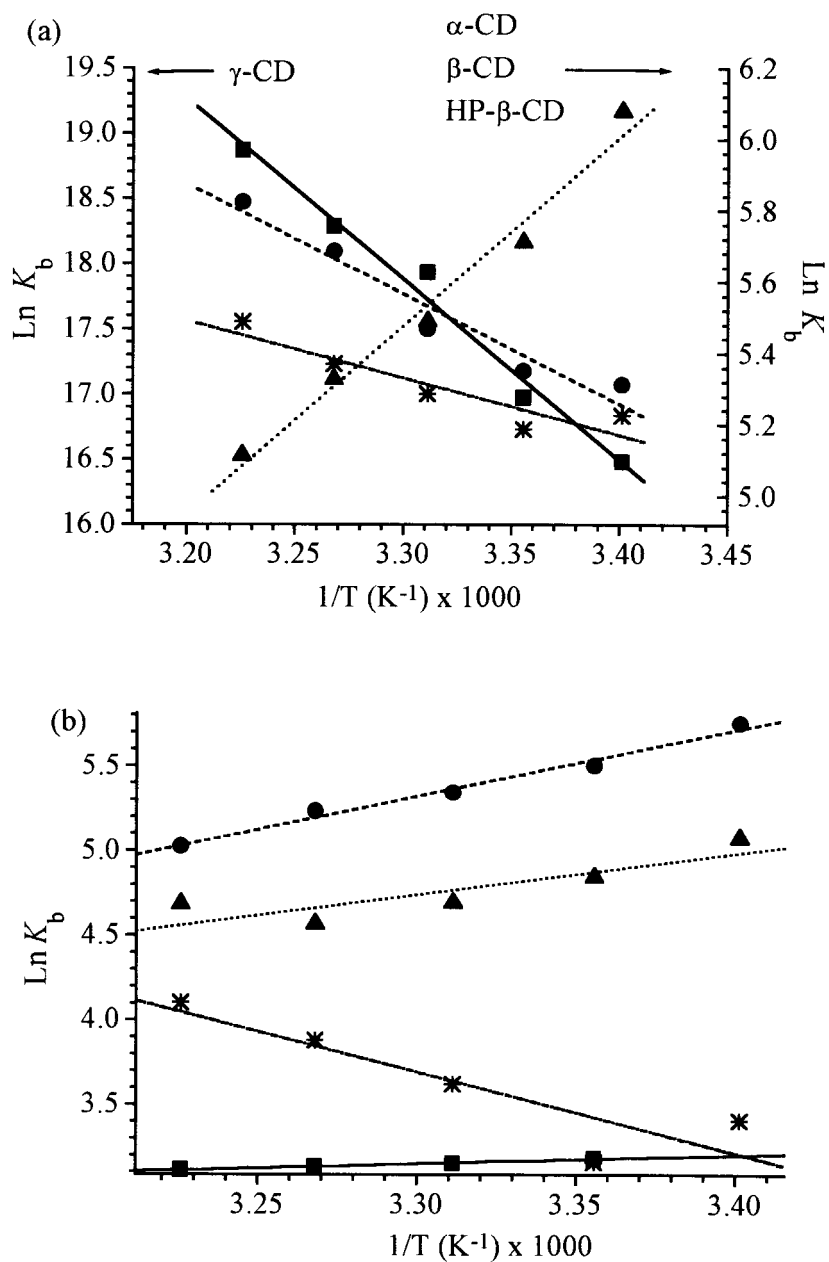 (a)
α-CD
γ-CD
β-CD
HP-β-CD
19.5
19.0
18.5
18.0
17.5
17.0
16.5
16.0
Ln K_b
6.2
6.0
5.8
5.6
5.4
5.2
5.0
Ln K_b
3.20 3.25 3.30 3.35 3.40 3.45
1/T (K⁻¹) x 1000
(b)
5.5
5.0
4.5
4.0
3.5
Ln K_b
3.25 3.30 3.35 3.40
1/T (K⁻¹) x 1000